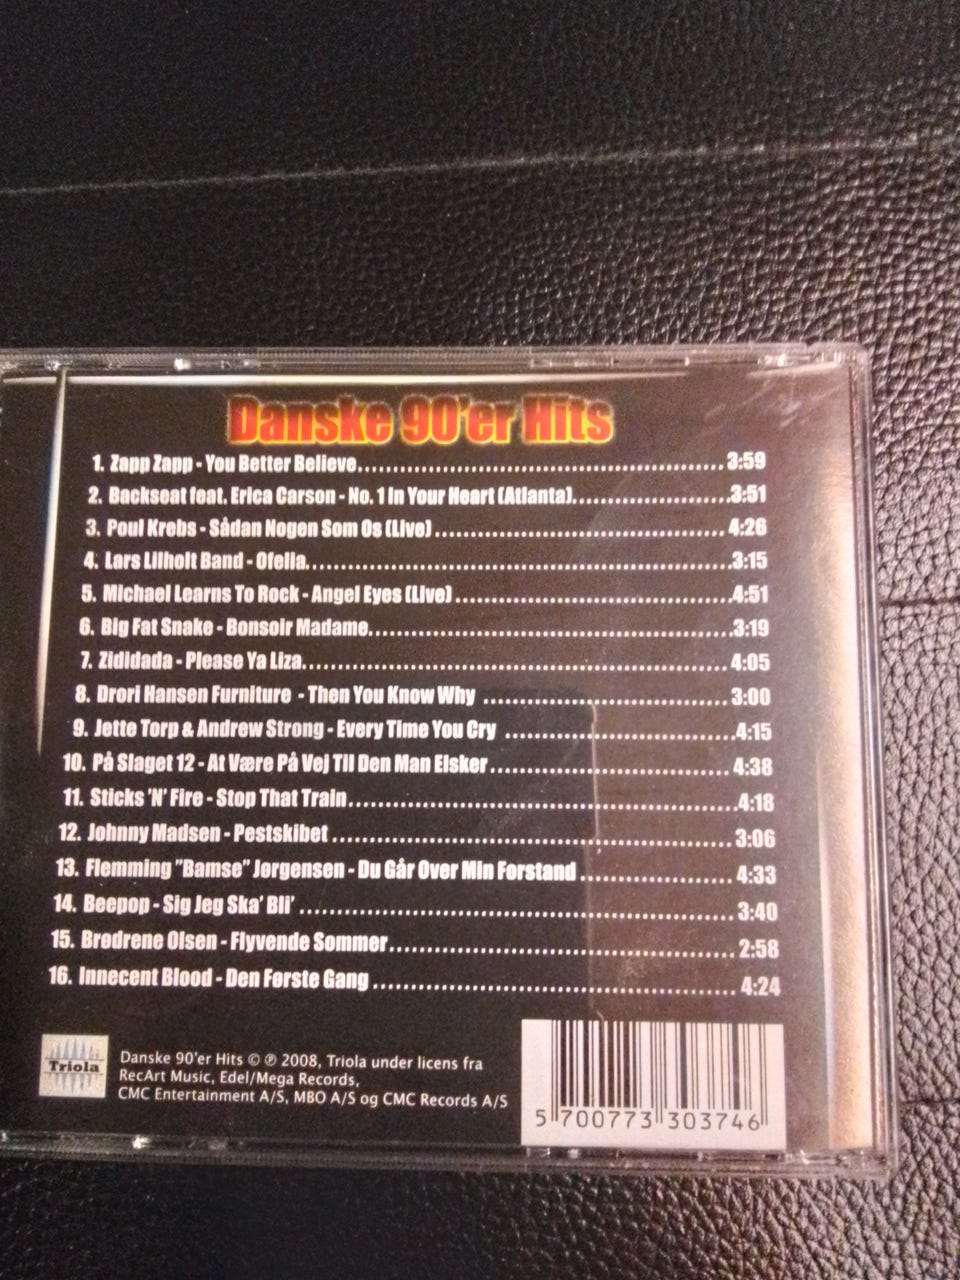 Danske 90'er Hits
1. Zapp Zapp - You Better Believe......................................................3:59
2. Backseat feat. Erica Carson - No. 1 In Your Heart (Atlanta)........................3:51
3. Poul Krebs - Sådan Nogen Som Os (Live)...........................................4:26
4. Lars Lilholt Band - Ofelia...............................................................3:15
5. Michael Learns To Rock - Angel Eyes (Live).........................................4:51
6. Big Fat Snake - Bonsoir Madame......................................................3:19
7. Zididada - Please Ya Liza................................................................4:05
8. Drori Hansen Furniture - Then You Know Why .....................................3:00
9. Jette Torp & Andrew Strong - Every Time You Cry ..................................4:15
10. På Slaget 12 - At Være På Vej Til Den Man Elsker....................................4:38
11. Sticks 'N' Fire - Stop That Train.........................................................4:18
12. Johnny Madsen - Pestskibet ............................................................3:06
13. Flemming "Bamse" Jørgensen - Du Går Over Min Forstand .......................4:33
14. Beepop - Sig Jeg Ska' Bli' .................................................................3:40
15. Brødrene Olsen - Flyvende Sommer...................................................2:58
16. Innecent Blood - Den Første Gang .....................................................4:24
Triola
Danske 90'er Hits © ℗ 2008, Triola under licens fra
RecArt Music, Edel/Mega Records,
CMC Entertainment A/S, MBO A/S og CMC Records A/S
5 700773 303746